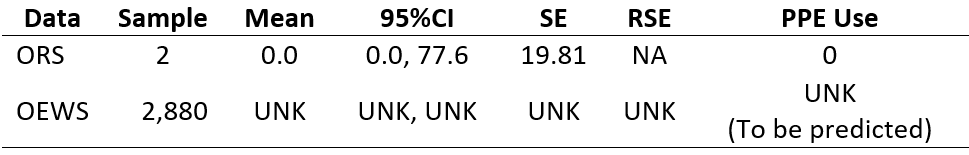 Data Sample Mean 95%CI SE RSE PPE Use
ORS 2 0.0 0.0, 77.6 19.81 NA 0
OEWS 2,880 UNK UNK, UNK UNK UNK UNK
(To be predicted)